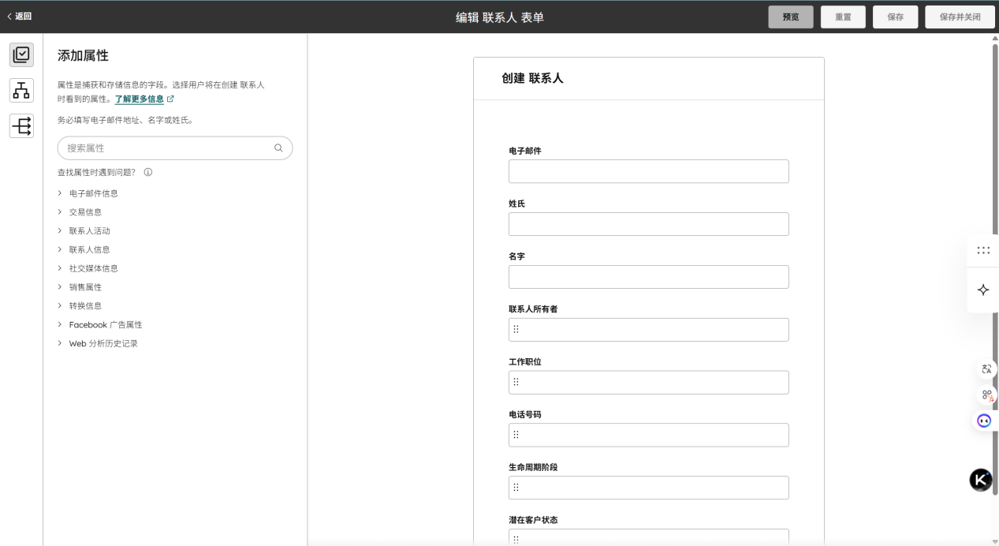 返回
编辑 联系人 表单
预览
重置
保存
保存并关闭
添加属性
属性是捕获和存储信息的字段。选择用户将在创建 联系人
时看到的属性。了解更多信息
务必填写电子邮件地址、名字或姓氏。
搜索属性
查找属性时遇到问题?
电子邮件信息
交易信息
联系人活动
联系人信息
社交媒体信息
销售属性
转换信息
Facebook 广告属性
Web 分析历史记录
创建 联系人
电子邮件
姓氏
名字
联系人所有者
工作职位
电话号码
生命周期阶段
潜在客户状态
K